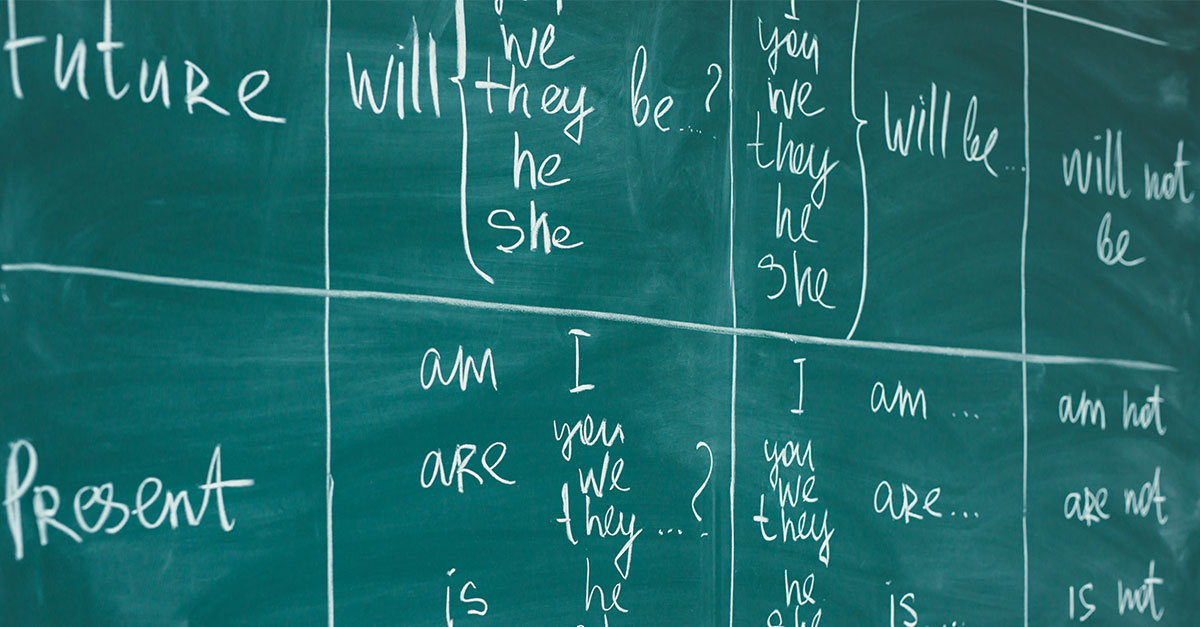 Future
will
we
they
he
she
be....?
I
you
we
they
he
she
will be...
will not
be
Present
am I
are
you
we
they...?
is
he
I am ...
you
we
they
are...
he
she
is....
am not
are not
is not